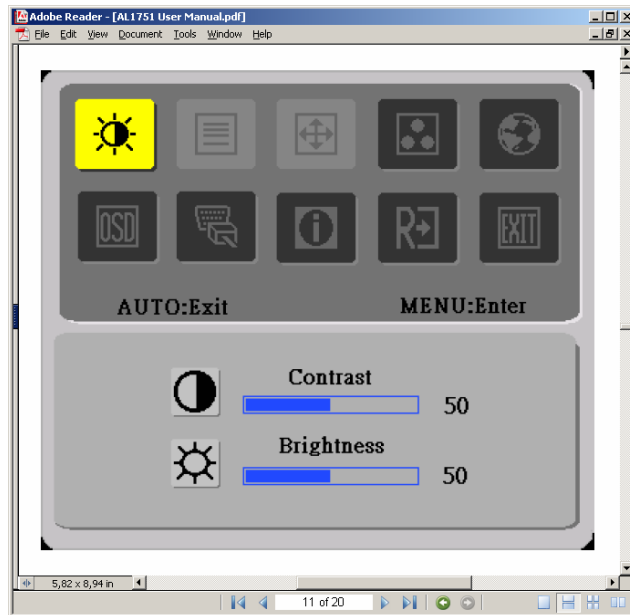 Adobe Reader - [AL1751 User Manual.pdf]
File Edit View Document Tools Window Help
OSD
i
R
EXIT
AUTO:Exit MENU:Enter
Contrast
50
Brightness
50
5,82 x 8,94 in
11 of 20